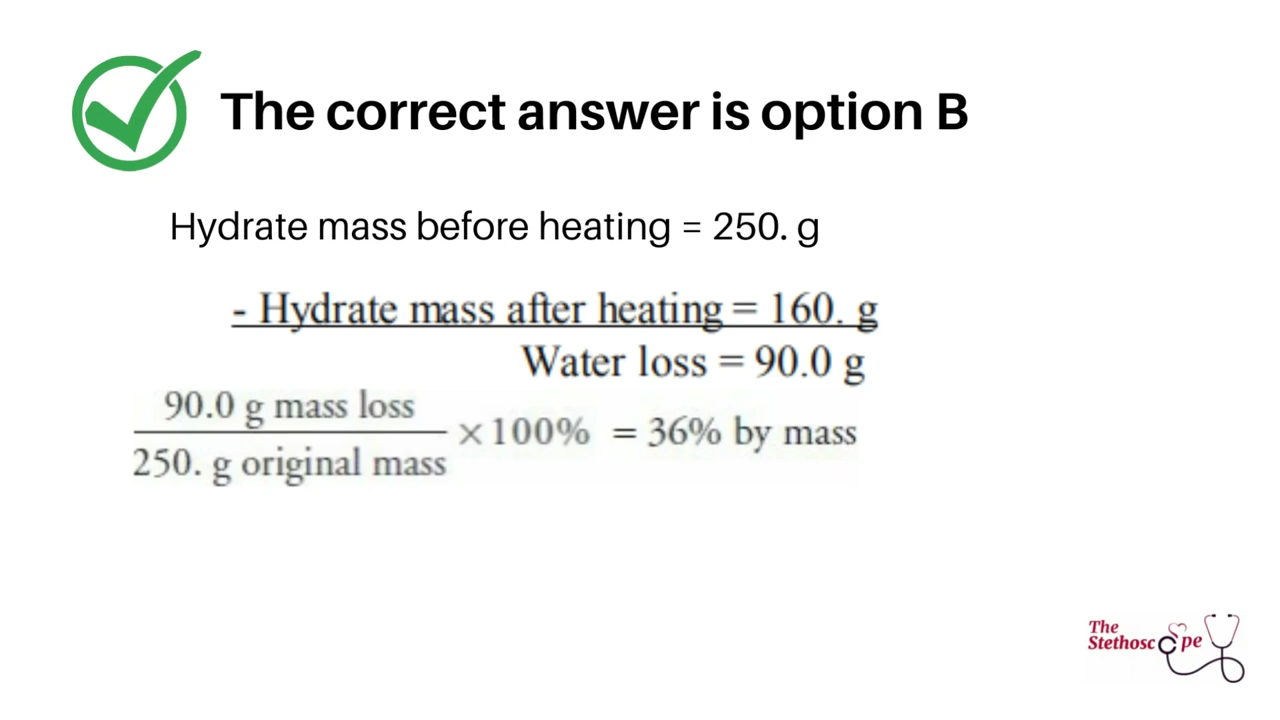 The correct answer is option B
Hydrate mass before heating = 250. g
- Hydrate mass after heating = 160. g
Water loss = 90.0 g
90.0 g mass loss
250. g original mass
×100% = 36% by mass
The
Stethoscope